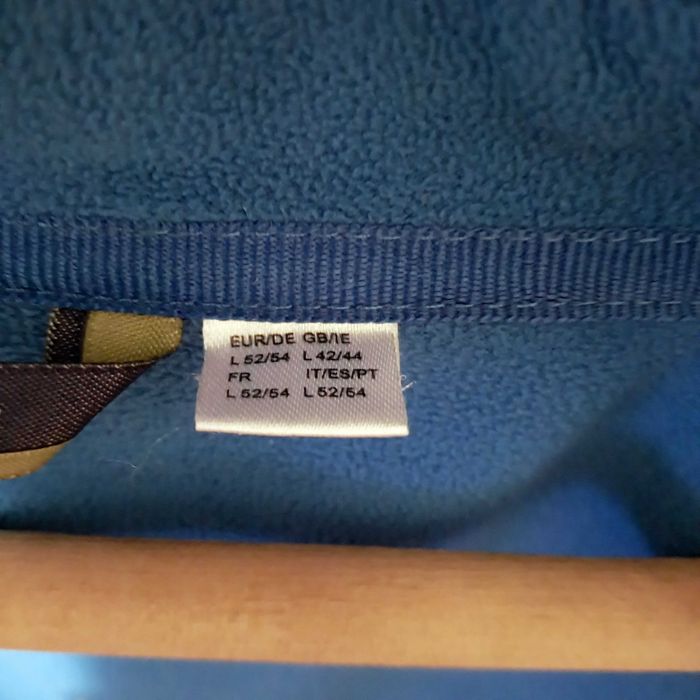 EUR/DE GB/IE
L 52/54 L 42/44
FR IT/ES/PT
L 52/54 L 52/54